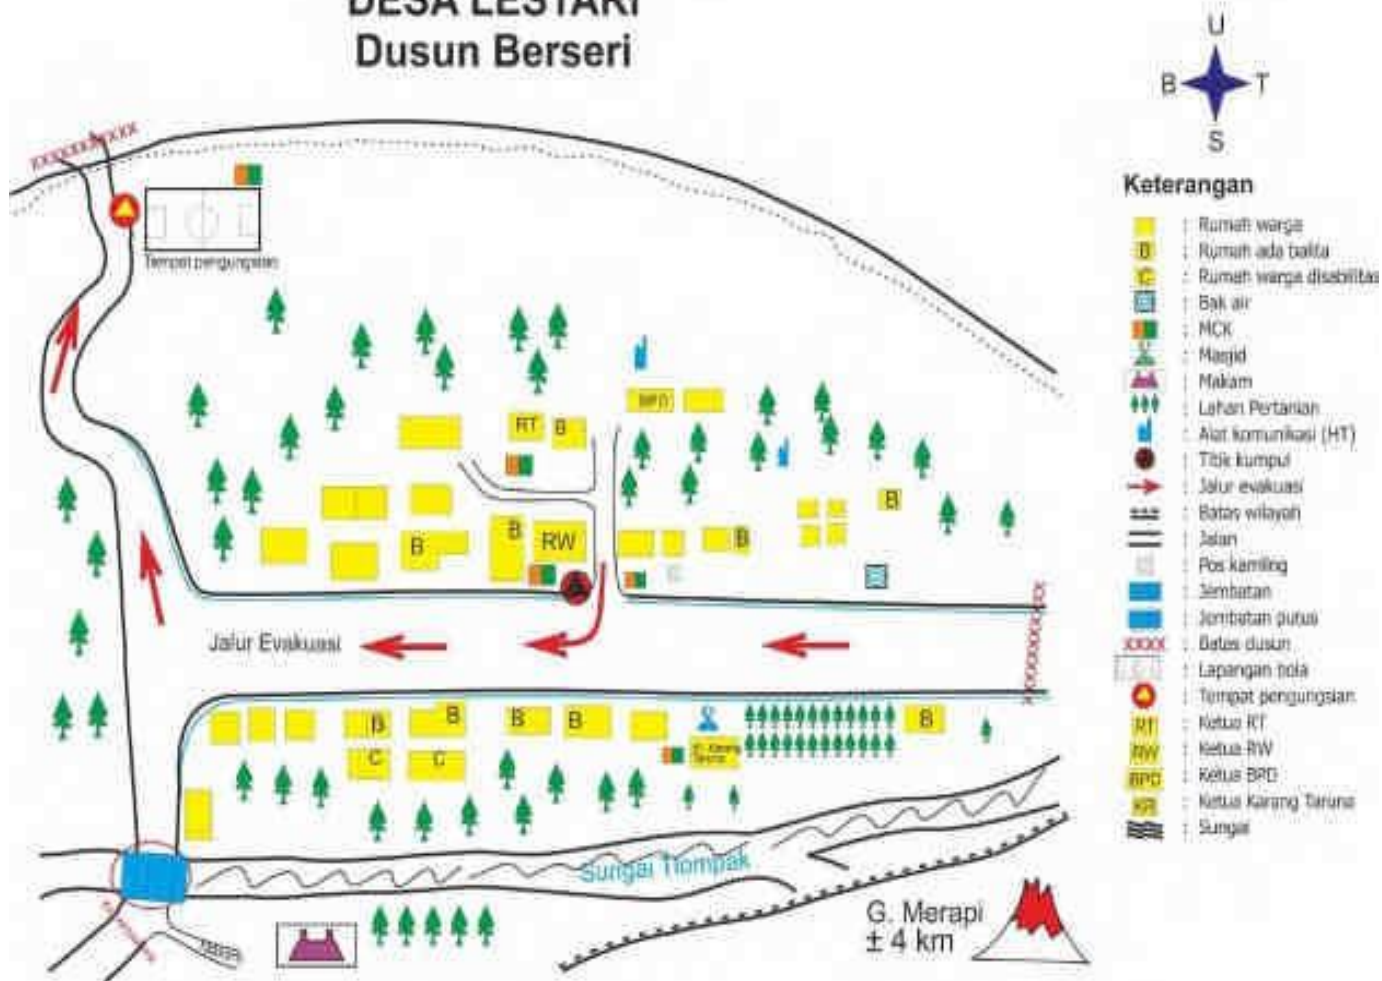 DESA LESTARI
Dusun Berseri
U
B T
S
Keterangan
: Rumah warga
B : Rumah ada balita
C : Rumah warga disabilitas
: Bak air
: MCK
: Masjid
: Makam
: Lahan Pertanian
: Alat komunikasi (HT)
: Titik kumpul
: Jalur evakuasi
: Batas wilayah
: Jalan
: Pos kamling
: Jembatan
: Jembatan putus
XXXX : Batas dusun
: Lapangan bola
: Tempat pengungsian
RT : Ketua RT
RW : Ketua RW
BPD : Ketua BPD
: Ketua Karang Taruna
: Sungai
Tempat pengungsian
BPD
RT B
B
B
B RW
B
Jalur Evakuasi
B B B B B
C C
Karang
Taruna
Sungai Tlompak
G. Merapi
± 4 km